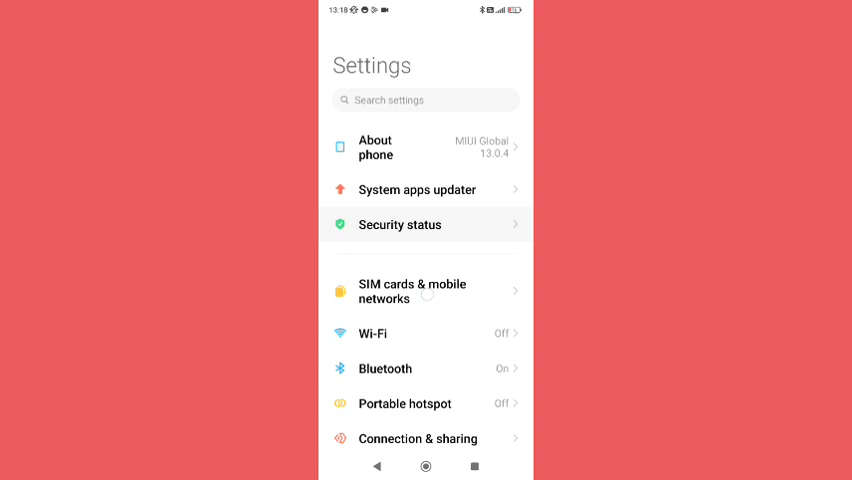 13:18
Settings
Search settings
About
phone
MIUI Global
13.0.4
System apps updater
Security status
SIM cards & mobile
networks
Wi-Fi
Off
Bluetooth
On
Portable hotspot
Off
Connection & sharing